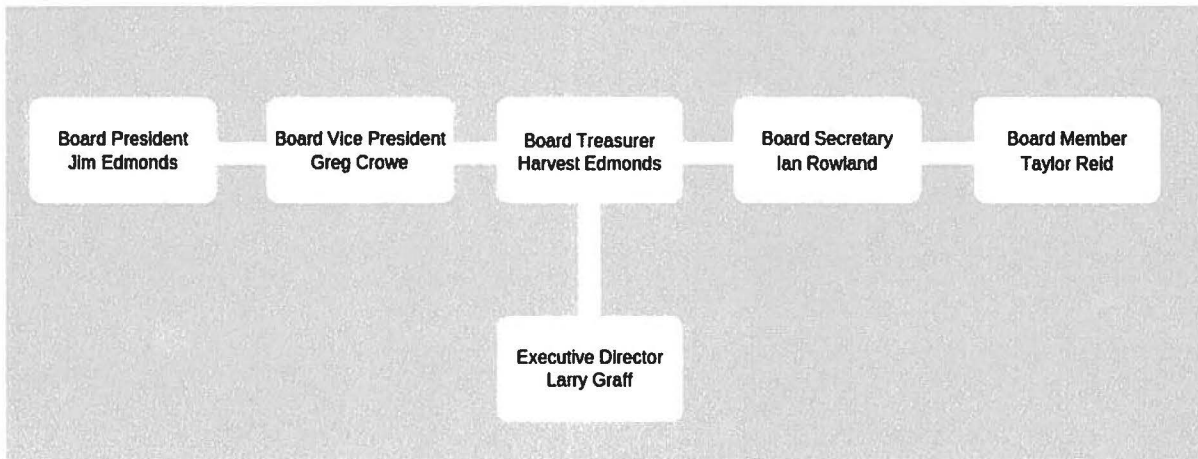 Board President
Jim Edmonds
Board Vice President
Greg Crowe
Board Treasurer
Harvest Edmonds
Board Secretary
Ian Rowland
Board Member
Taylor Reid
Executive Director
Larry Graff